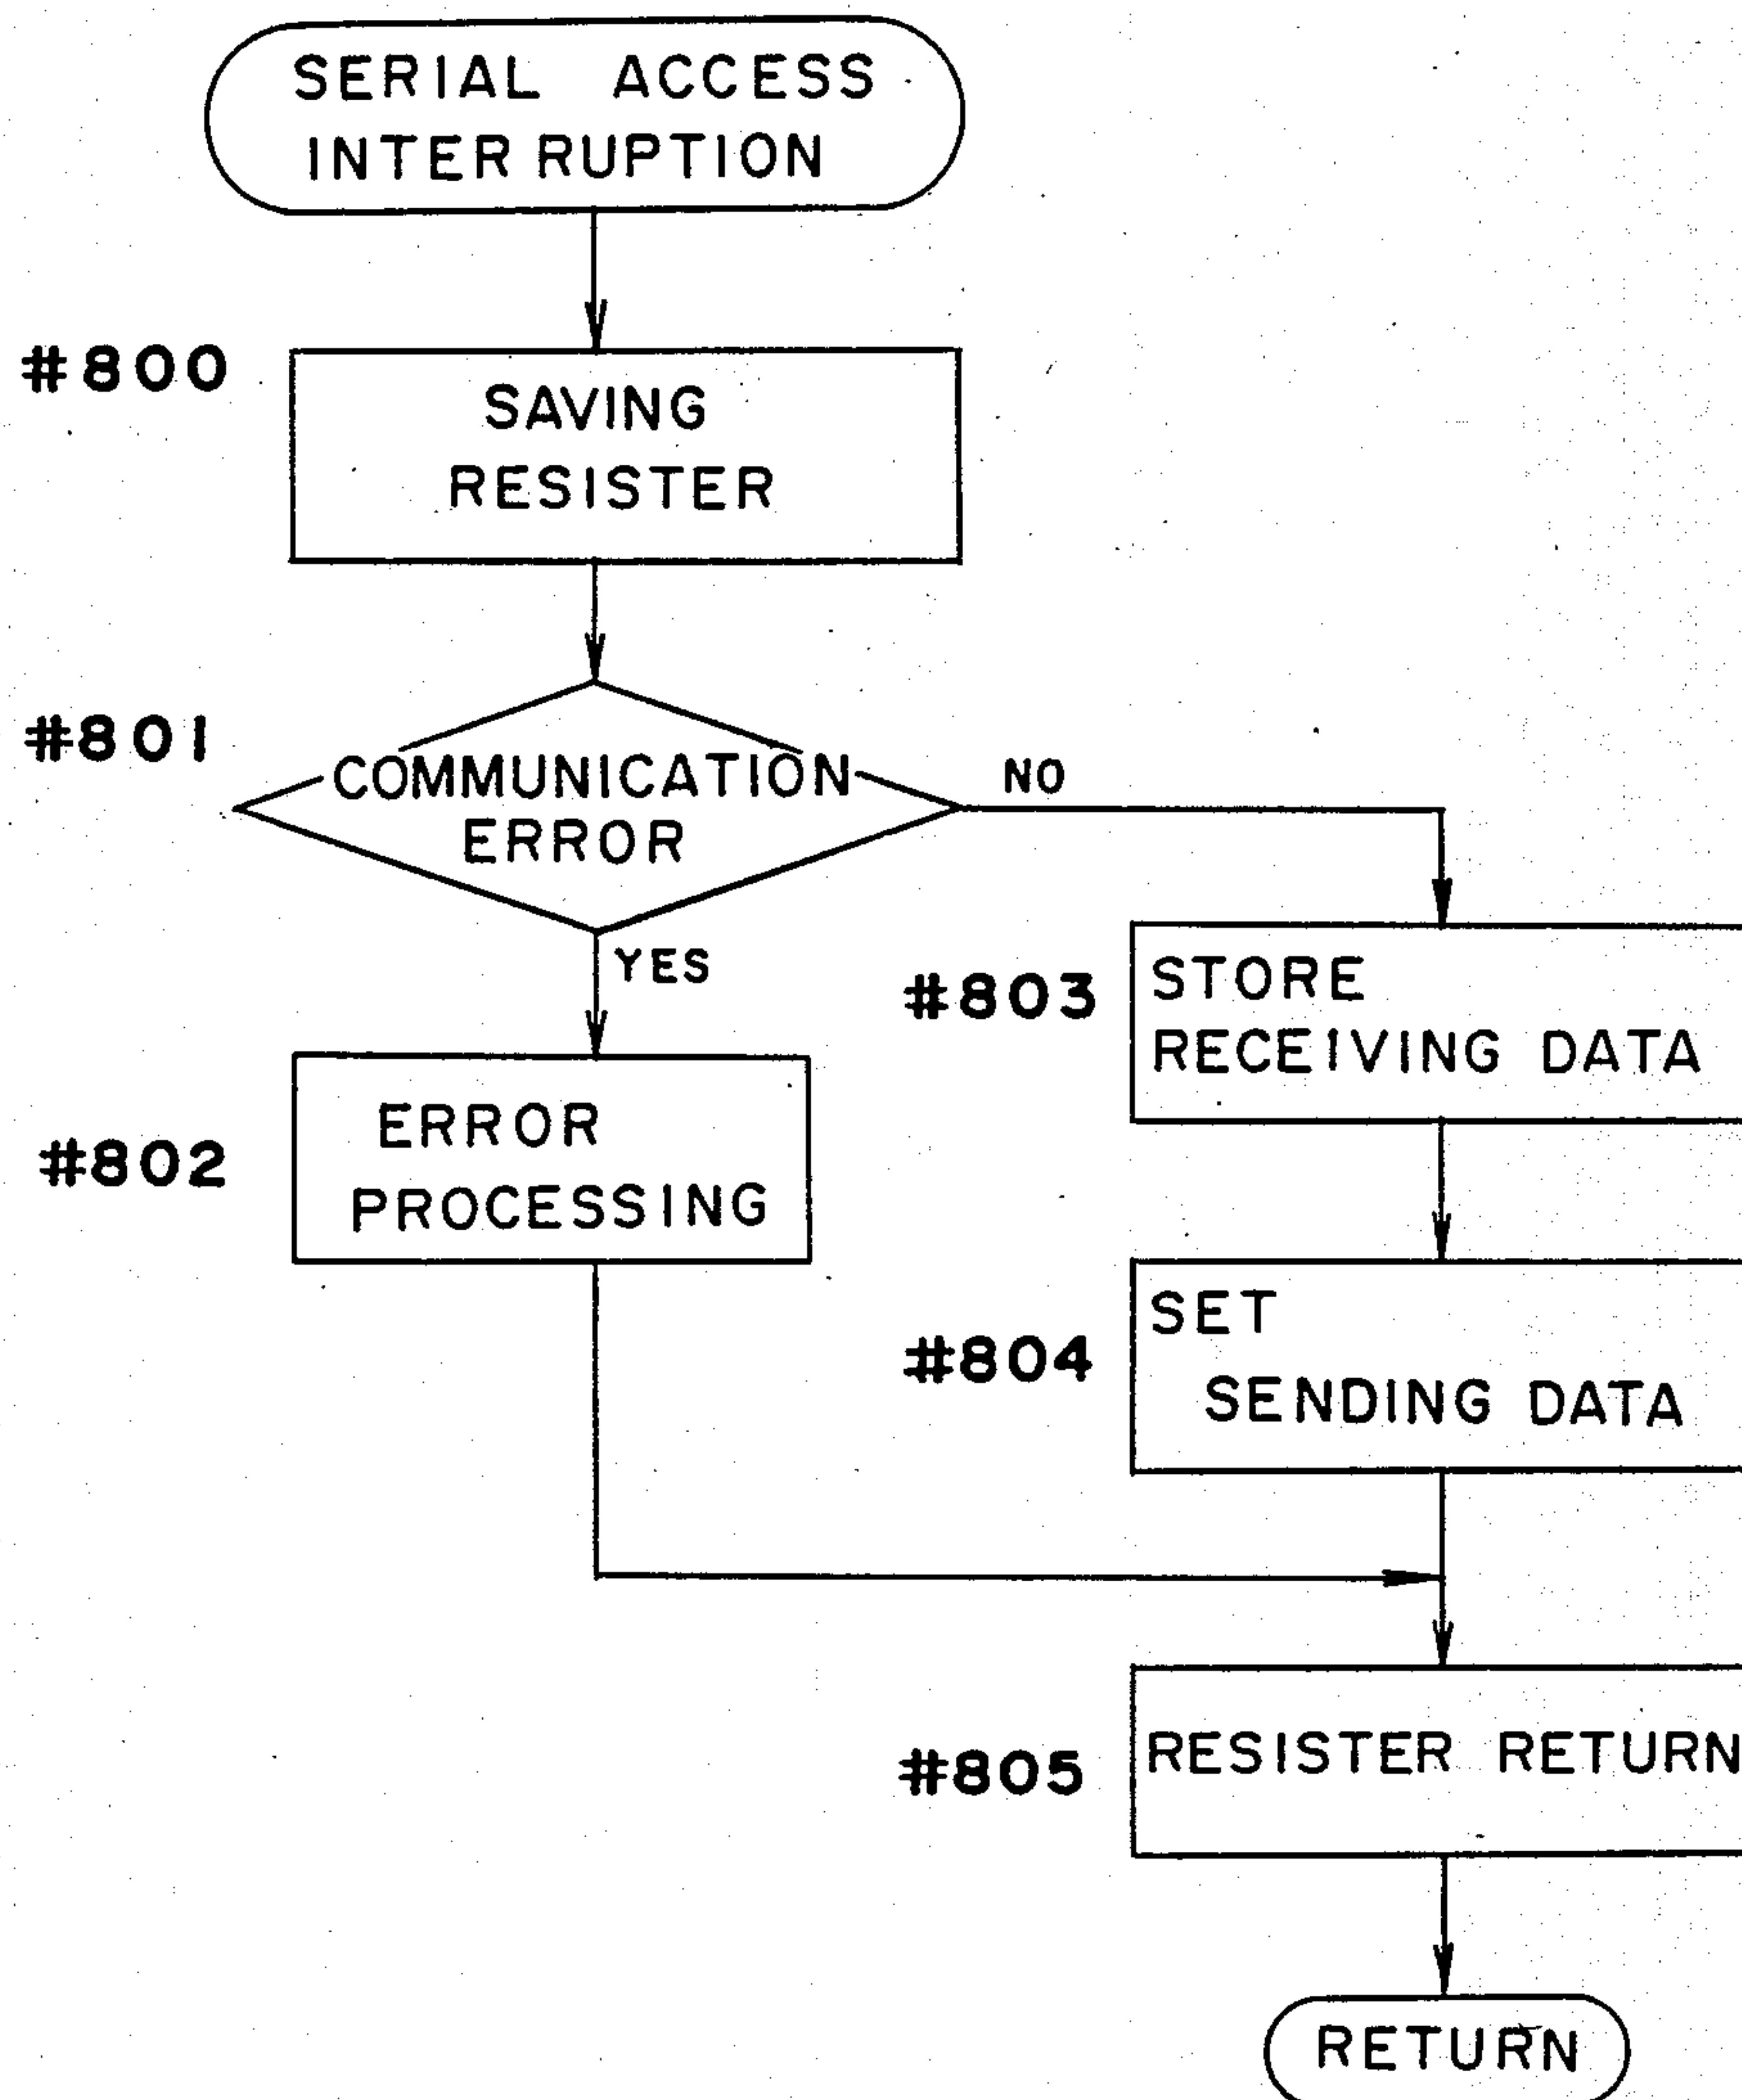 SERIAL ACCESS
INTERRUPTION
#800
SAVING
RESISTER
#801
COMMUNICATION
ERROR
NO
YES
#802
ERROR
PROCESSING
#803
STORE
RECEIVING DATA
#804
SET
SENDING DATA
#805
RESISTER RETURN
RETURN